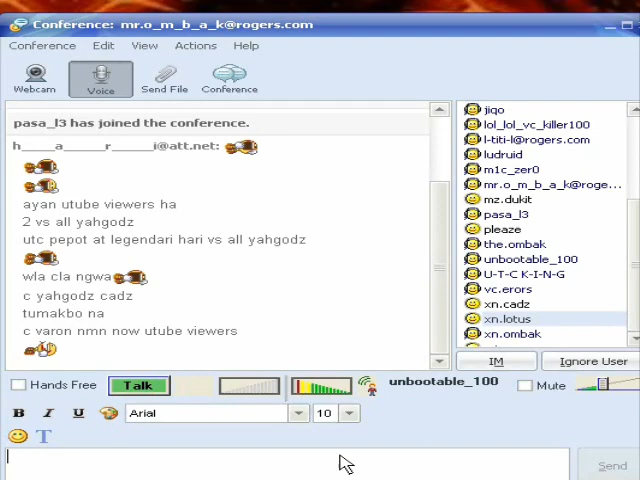 Conference: mr.o_m_b_a_k@rogers.com
Conference Edit View Actions Help
Webcam Voice Send File Conference
pasa_l3 has joined the conference.
h____a______r______i@att.net:
ayan utube viewers ha
2 vs all yahgodz
utc pepot at legendari hari vs all yahgodz
wla cla ngwa
c yahgodz cadz
tumakbo na
c varon nmn now utube viewers
jiqo
lol_lol_vc_killer100
l-titi-l@rogers.com
ludruid
m1c_zer0
mr.o_m_b_a_k@roge...
mz.dukit
pasa_l3
pleaze
the.ombak
unbootable_100
U-T-C K-I-N-G
vc.erors
xn.cadz
xn.lotus
xn.ombak
IM Ignore User
Hands Free Talk unbootable_100 Mute
B I U Arial 10
T
Send